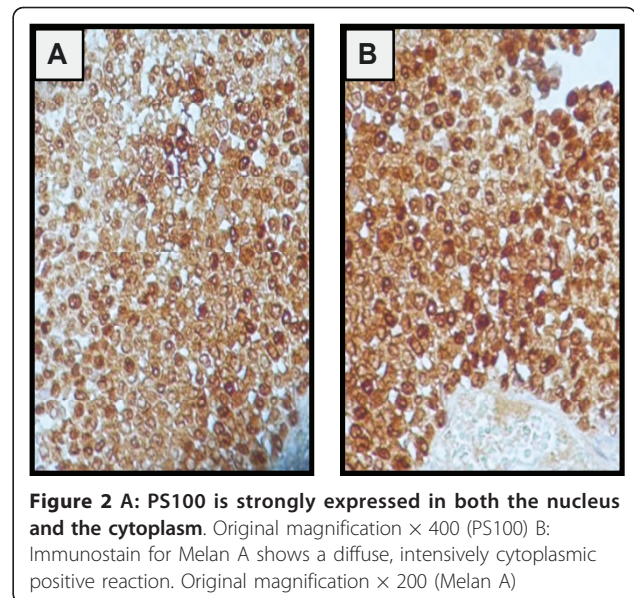 A
B
Figure 2 A: PS100 is strongly expressed in both the nucleus
and the cytoplasm. Original magnification × 400 (PS100) B:
Immunostain for Melan A shows a diffuse, intensively cytoplasmic
positive reaction. Original magnification × 200 (Melan A)